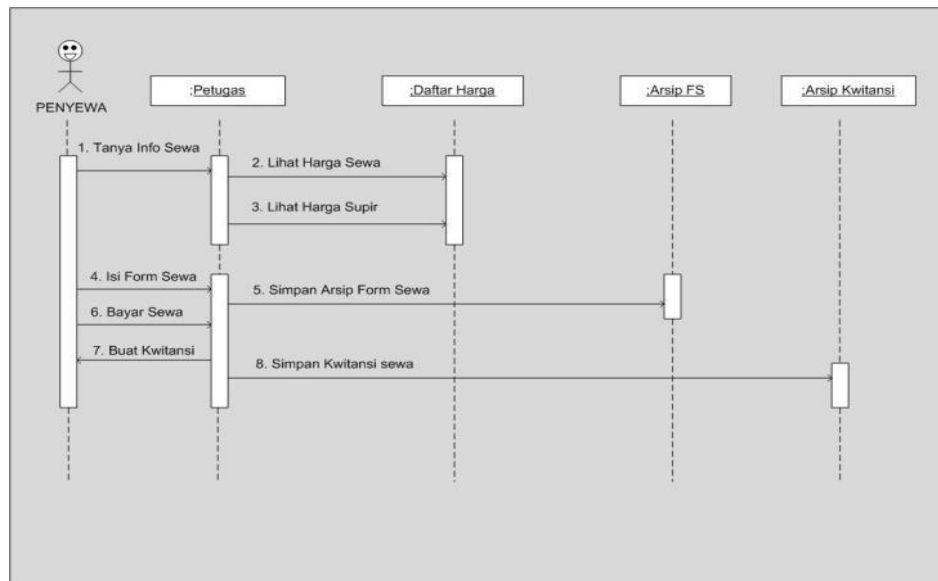 PENYEWA
:Petugas
:Daftar Harga
:Arsip FS
:Arsip Kwitansi
1. Tanya Info Sewa
2. Lihat Harga Sewa
3. Lihat Harga Supir
4. Isi Form Sewa
5. Simpan Arsip Form Sewa
6. Bayar Sewa
7. Buat Kwitansi
8. Simpan Kwitansi sewa